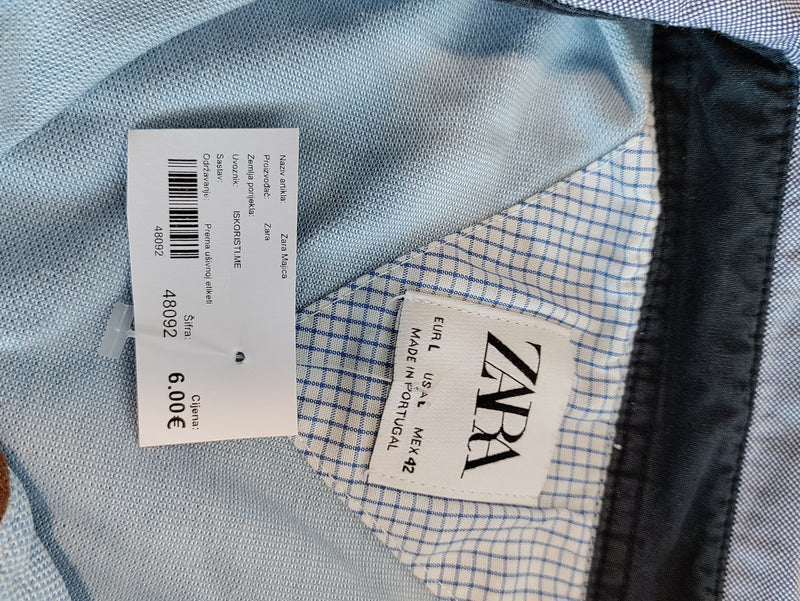 Naziv artikla: Zara Majica
Proizvođač: Zara
Zemlja porijekla:
Uvoznik: ISKORISTI.ME
Sastav:
Održavanje: Prema ušivnoj etiketi
48092
Šifra:
48092
Cijena:
6.00€
ZARA
EUR L USA L MEX 42
MADE IN PORTUGAL